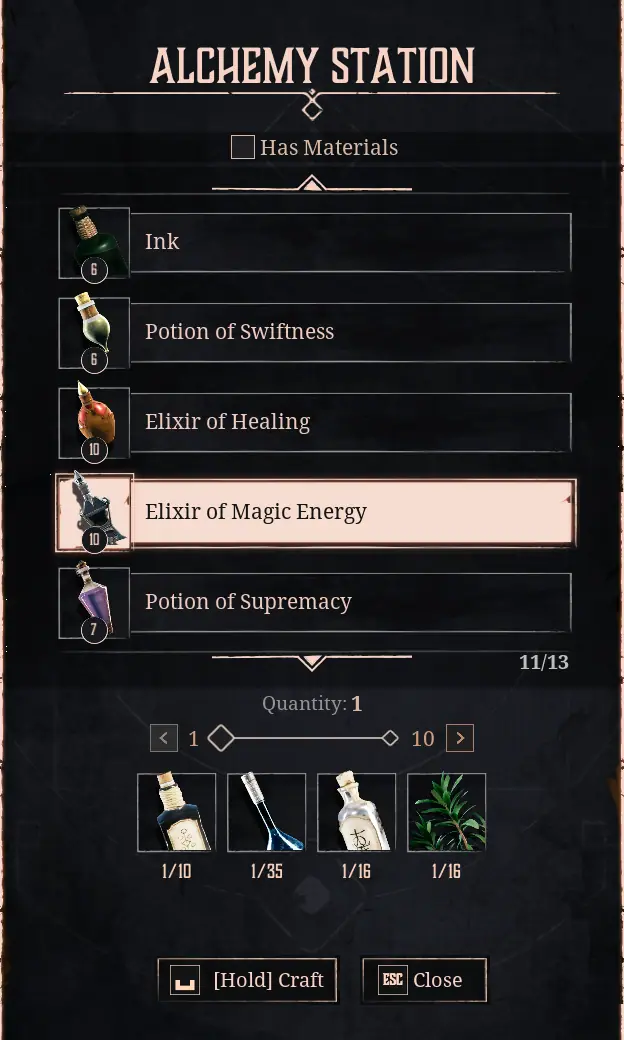 ALCHEMY STATION
Has Materials
6
Ink
6
Potion of Swiftness
10
Elixir of Healing
10
Elixir of Magic Energy
7
Potion of Supremacy
11/13
Quantity: 1
1 10
1/10 1/35 1/16 1/16
[Hold] Craft ESC Close